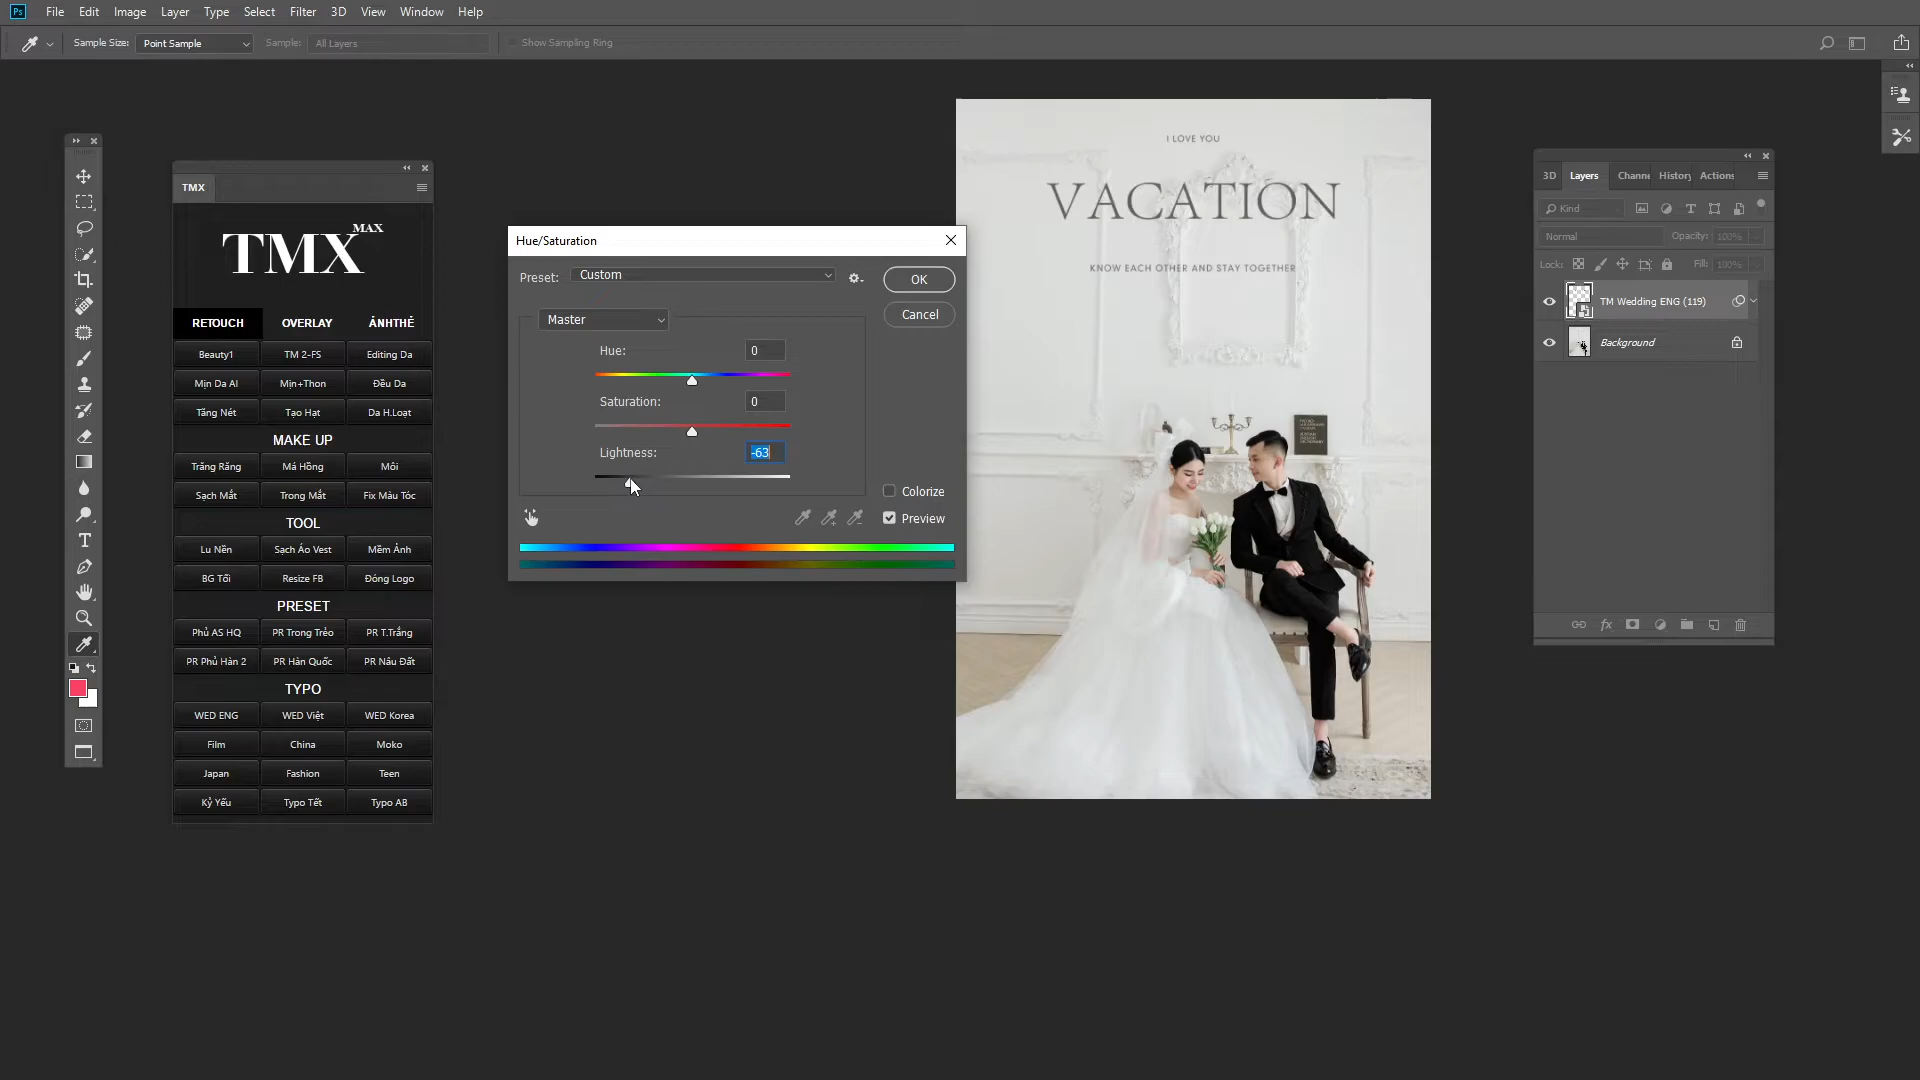 Ps File Edit Image Layer Type Select Filter 3D View Window Help
Sample Size: Point Sample Sample: All Layers Show Sampling Ring
TMX
TMX MAX
RETOUCH OVERLAY ẢNHTHẺ
Beauty1 TM 2-FS Editing Da
Mịn Da AI Mịn+Thon Đều Da
Tăng Nét Tạo Hạt Da H.Loạt
MAKE UP
Trắng Răng Má Hồng Môi
Sạch Mắt Trong Mắt Fix Màu Tóc
TOOL
Lu Nền Sạch Áo Vest Mềm Ảnh
BG Tối Resize FB Đóng Logo
PRESET
Phủ AS HQ PR Trong Trẻo PR T.Trắng
PR Phủ Hàn 2 PR Hàn Quốc PR Nâu Đất
TYPO
WED ENG WED Việt WED Korea
Film China Moko
Japan Fashion Teen
Kỷ Yếu Typo Tết Typo AB
Hue/Saturation
Preset: Custom
OK
Cancel
Master
Hue: 0
Saturation: 0
Lightness: -63
Colorize
Preview
I LOVE YOU
VACATION
KNOW EACH OTHER AND STAY TOGETHER
3D Layers Channe History Actions
Kind
Normal Opacity: 100%
Lock: Fill: 100%
TM Wedding ENG (119)
Background